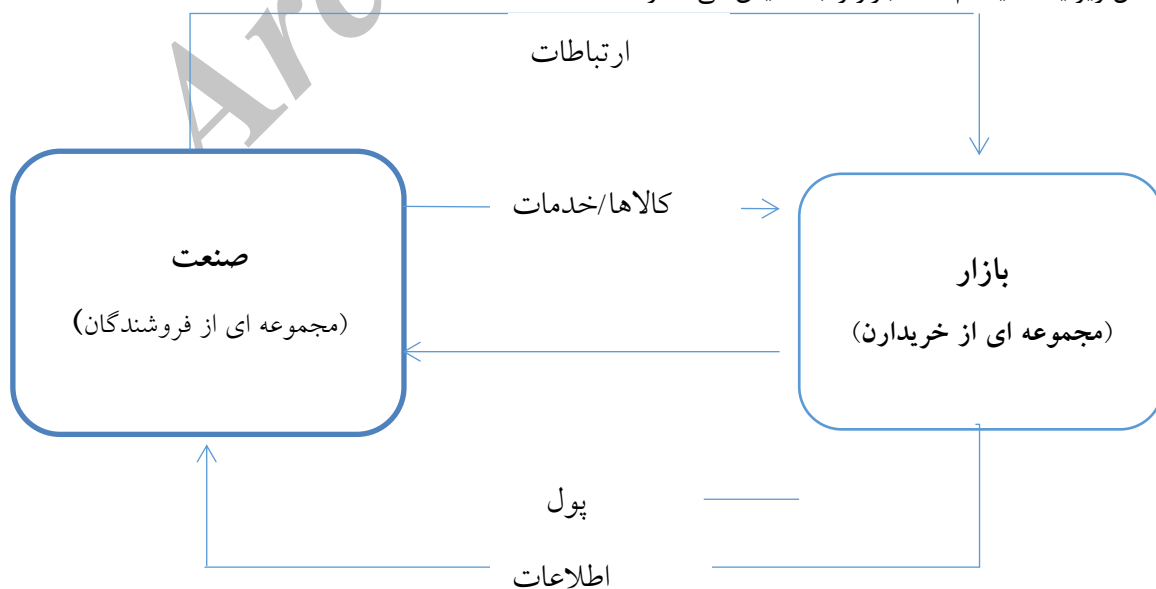 ارتباطات
کالاها/خدمات
صنعت
(مجموعه ای از فروشندگان)
بازار
(مجموعه ای از خریدارن)
پول
اطلاعات